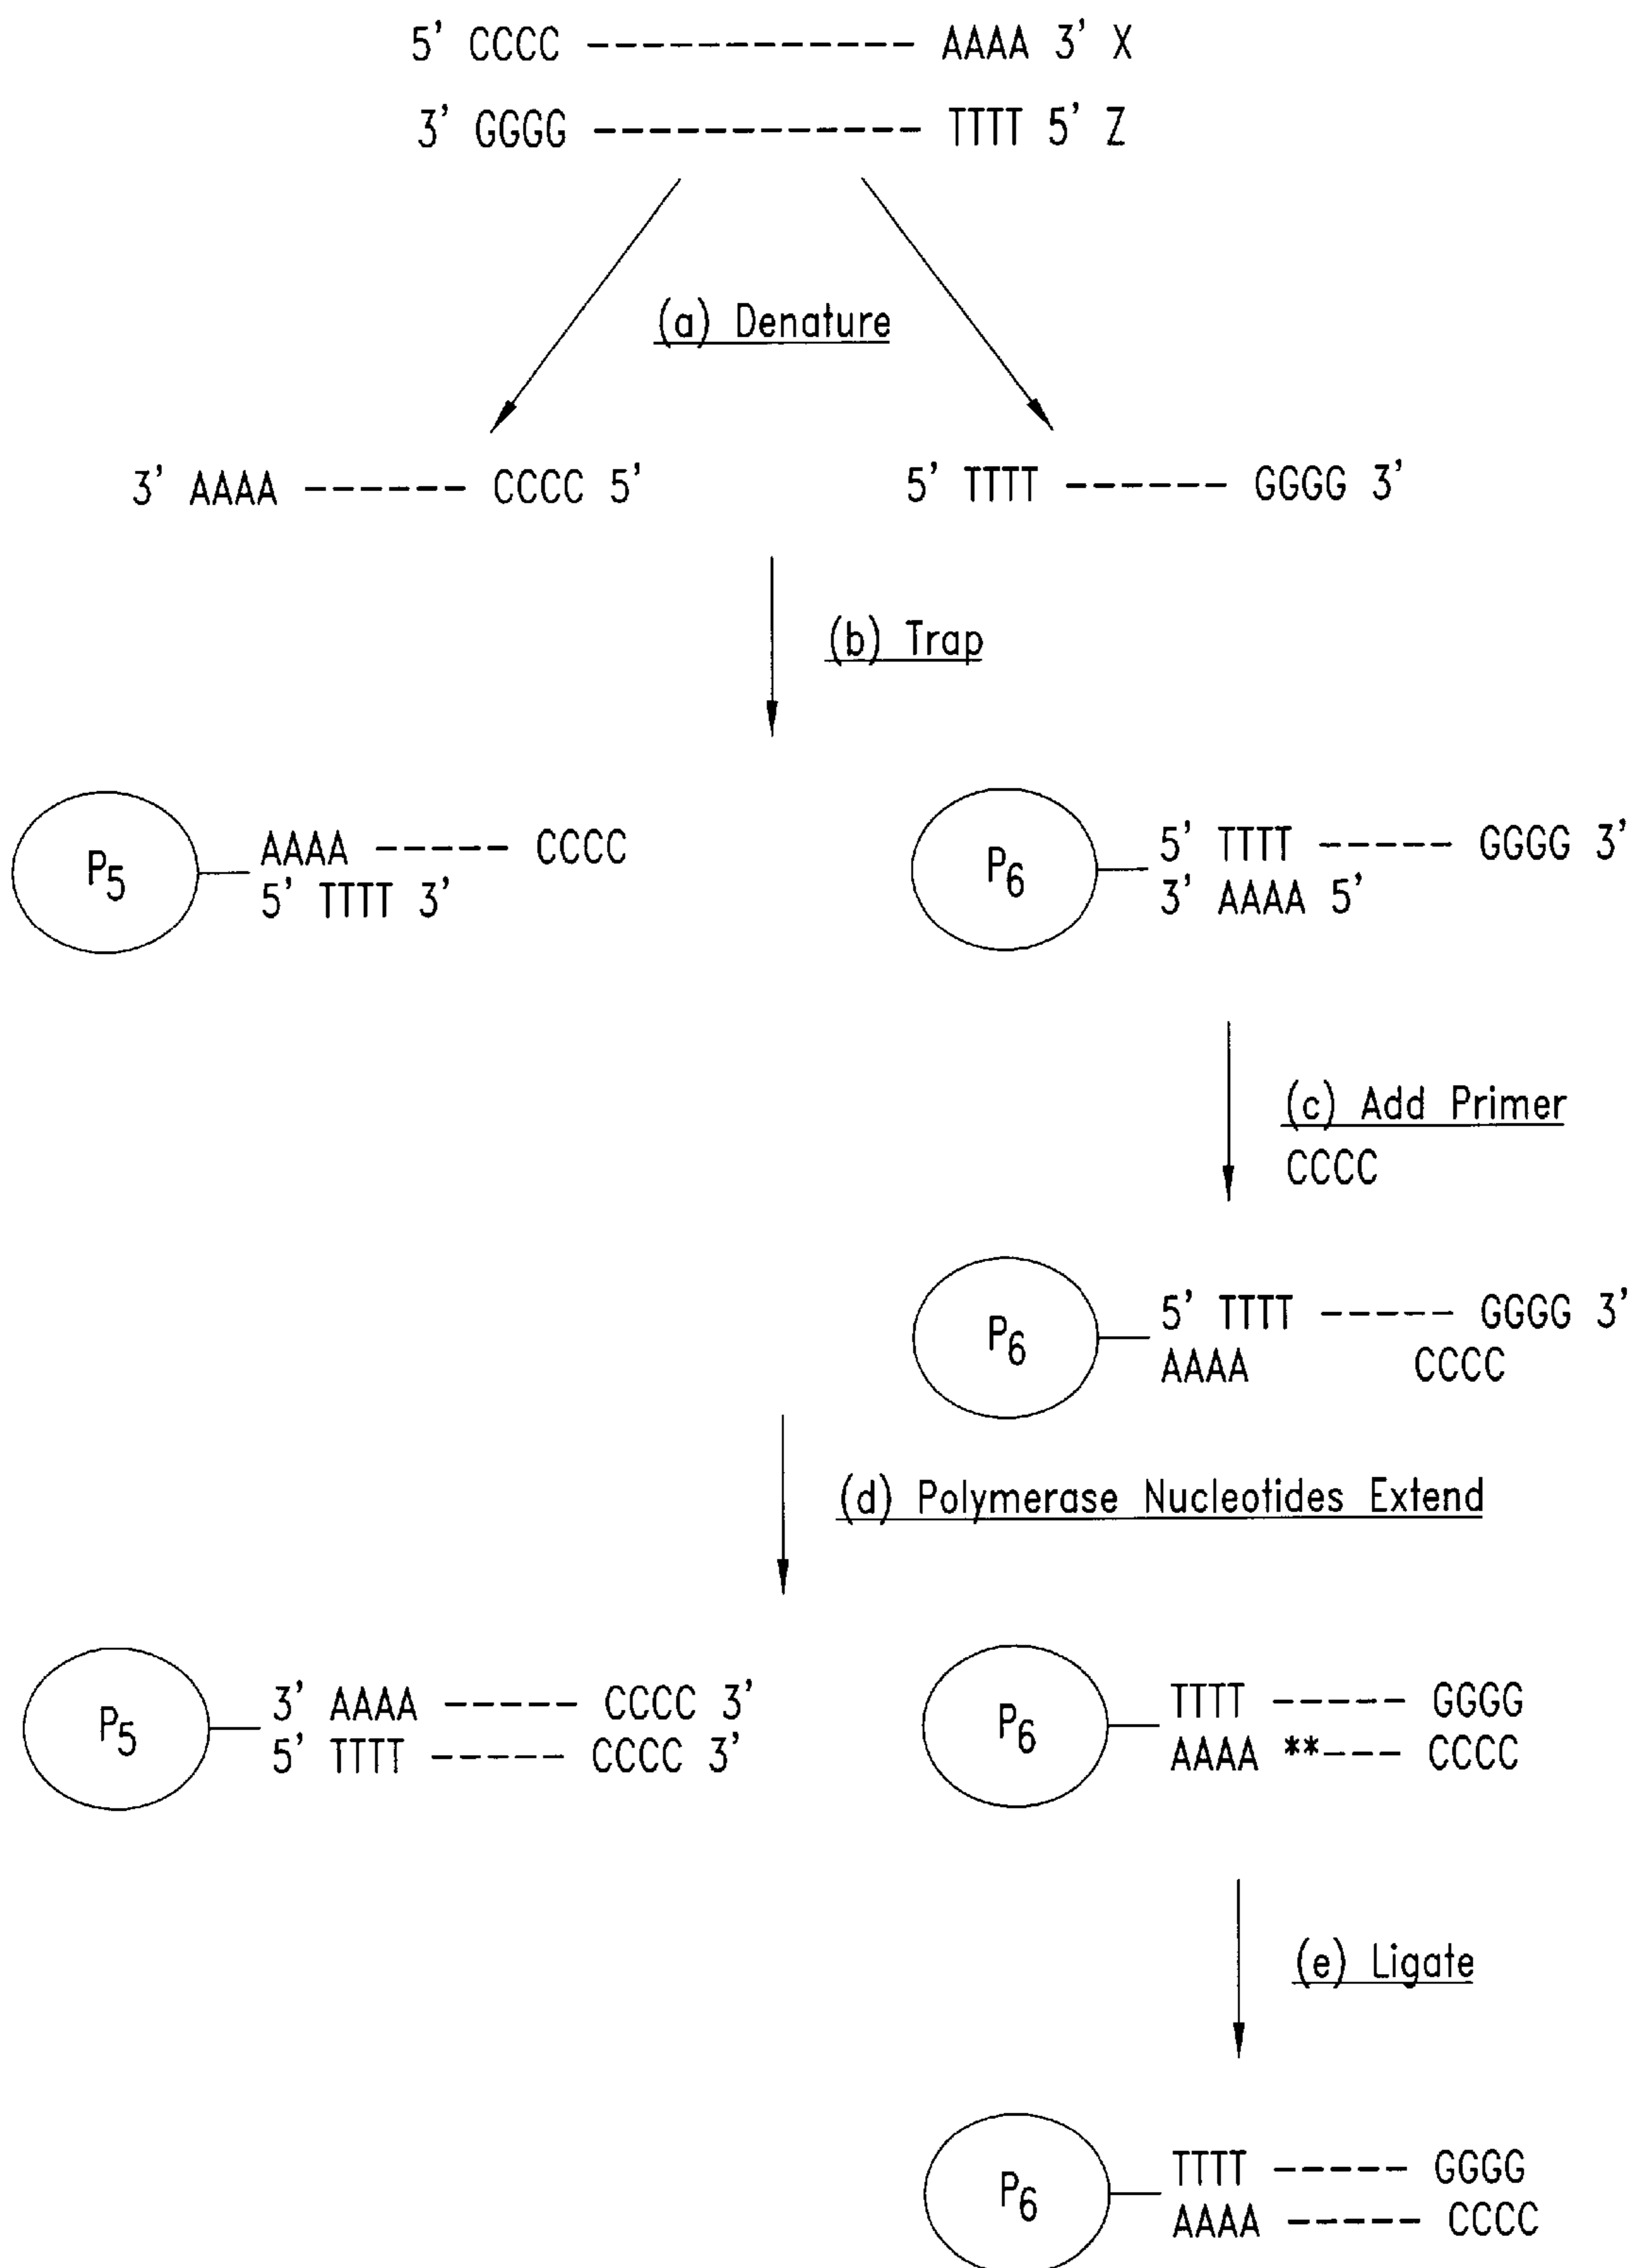 5' CCCC ------------ AAAA 3' X
3' GGGG ------------ TTTT 5' Z
(a) Denature
3' AAAA ------ CCCC 5'
5' TTTT ------ GGGG 3'
(b) Trap
P5
AAAA ----- CCCC
5' TTTT 3'
P6
5' TTTT ----- GGGG 3'
3' AAAA 5'
(c) Add Primer
CCCC
P6
5' TTTT ----- GGGG 3'
AAAA CCCC
(d) Polymerase Nucleotides Extend
P5
3' AAAA ----- CCCC 3'
5' TTTT ----- CCCC 3'
P6
TTTT ----- GGGG
AAAA **--- CCCC
(e) Ligate
P6
TTTT ----- GGGG
AAAA ----- CCCC